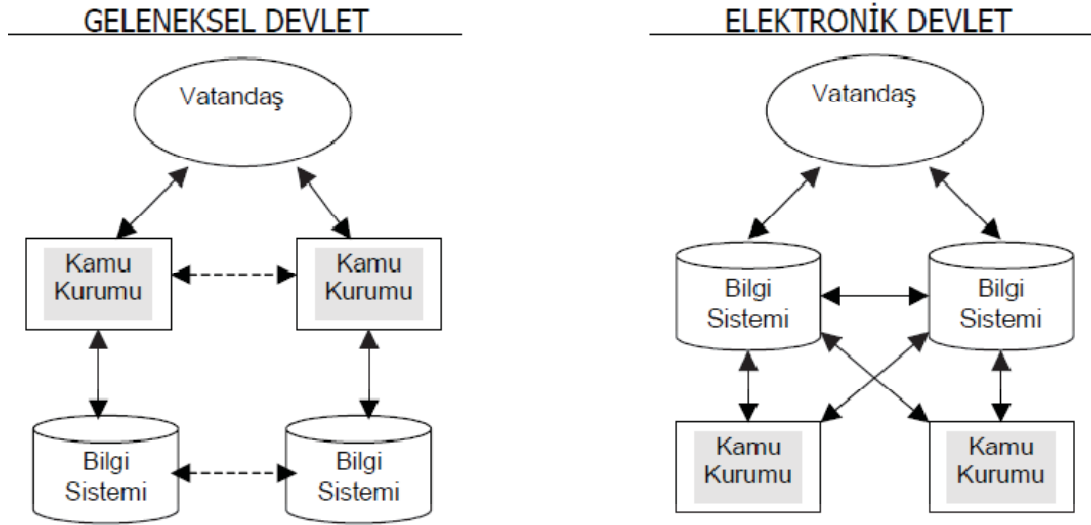 GELENEKSEL DEVLET
Vatandaş
Kamu
Kurumu
Kamu
Kurumu
Bilgi
Sistemi
Bilgi
Sistemi
ELEKTRONİK DEVLET
Vatandaş
Bilgi
Sistemi
Bilgi
Sistemi
Kamu
Kurumu
Kamu
Kurumu